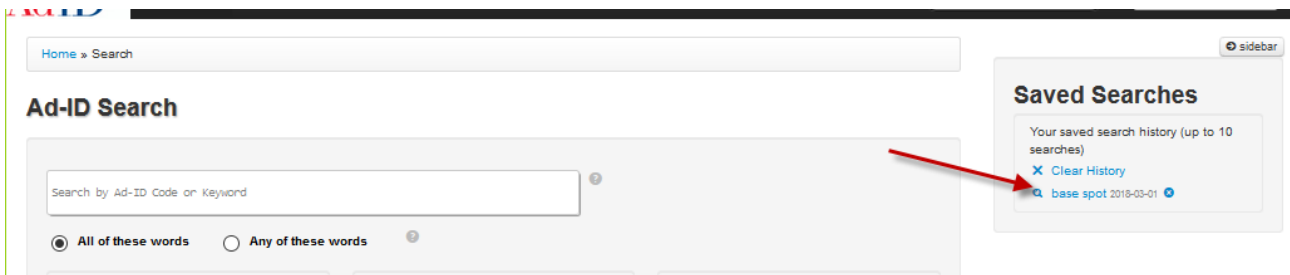 Ad-ID
Home » Search
sidebar
Ad-ID Search
Saved Searches
Your saved search history (up to 10
searches)
Clear History
base spot 2018-03-01
Search by Ad-ID Code or Keyword
All of these words
Any of these words